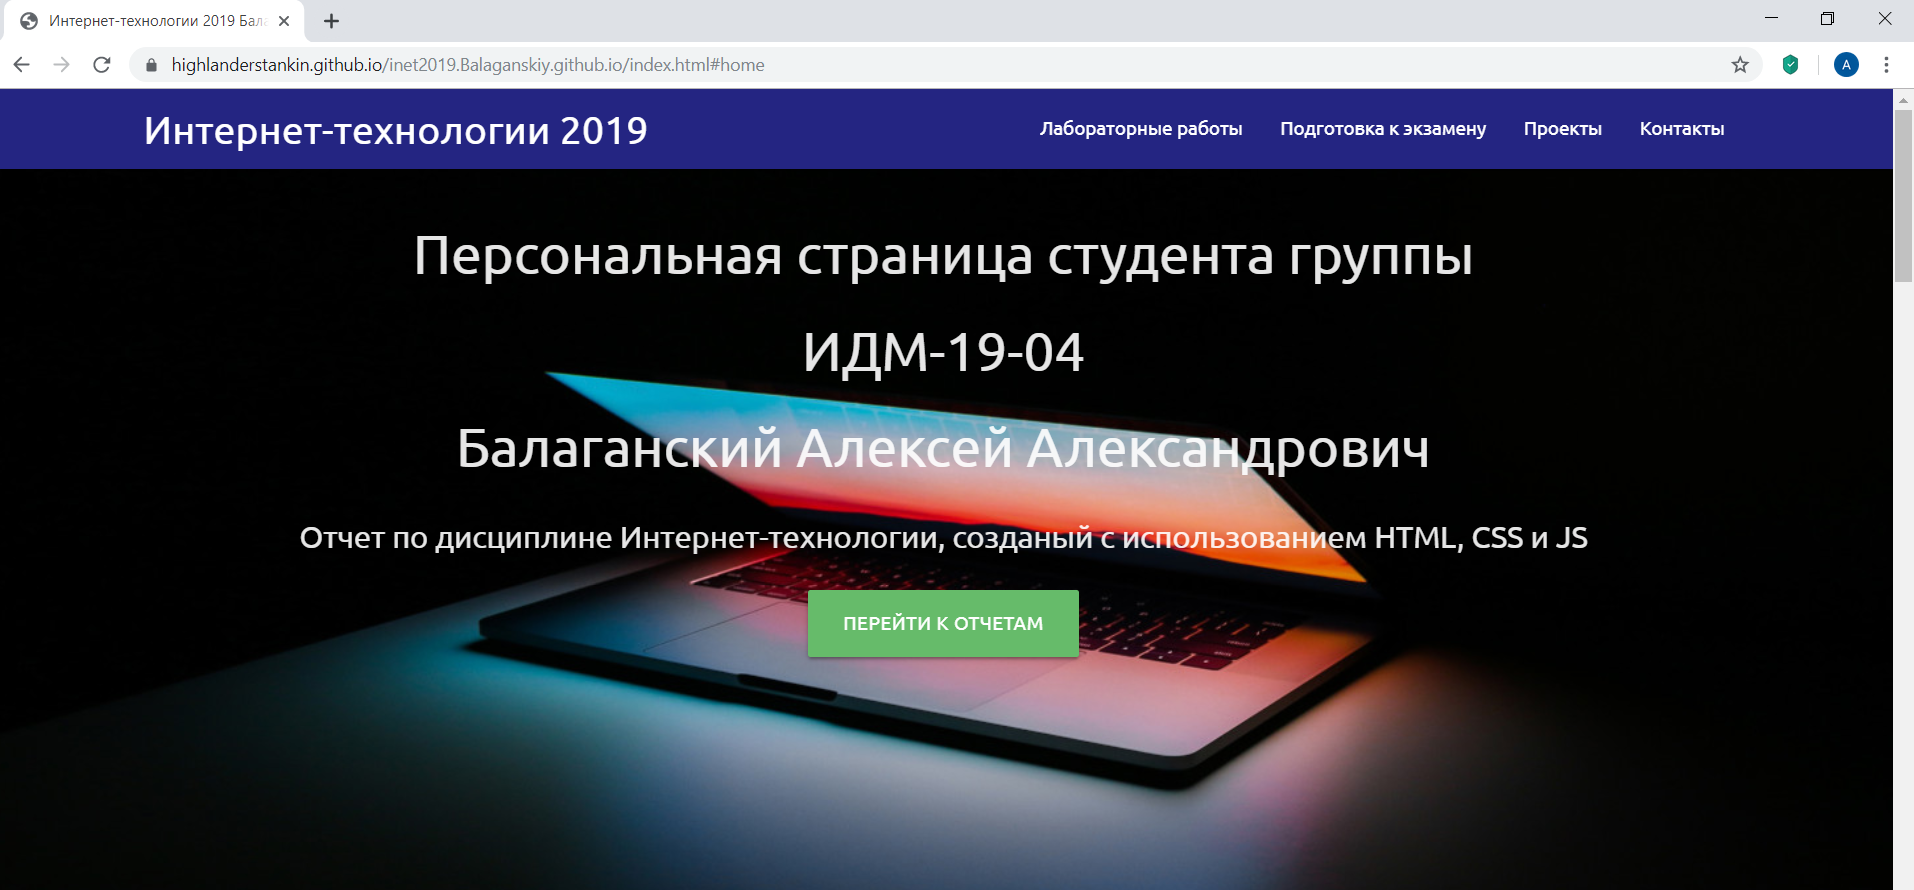 Интернет-технологии 2019 Бала
highlanderstankin.github.io/inet2019.Balaganskiy.github.io/index.html#home
A
Интернет-технологии 2019
Лабораторные работы Подготовка к экзамену Проекты Контакты
Персональная страница студента группы
ИДМ-19-04
Балаганский Алексей Александрович
Отчет по дисциплине Интернет-технологии, созданый с использованием HTML, CSS и JS
ПЕРЕЙТИ К ОТЧЕТАМ